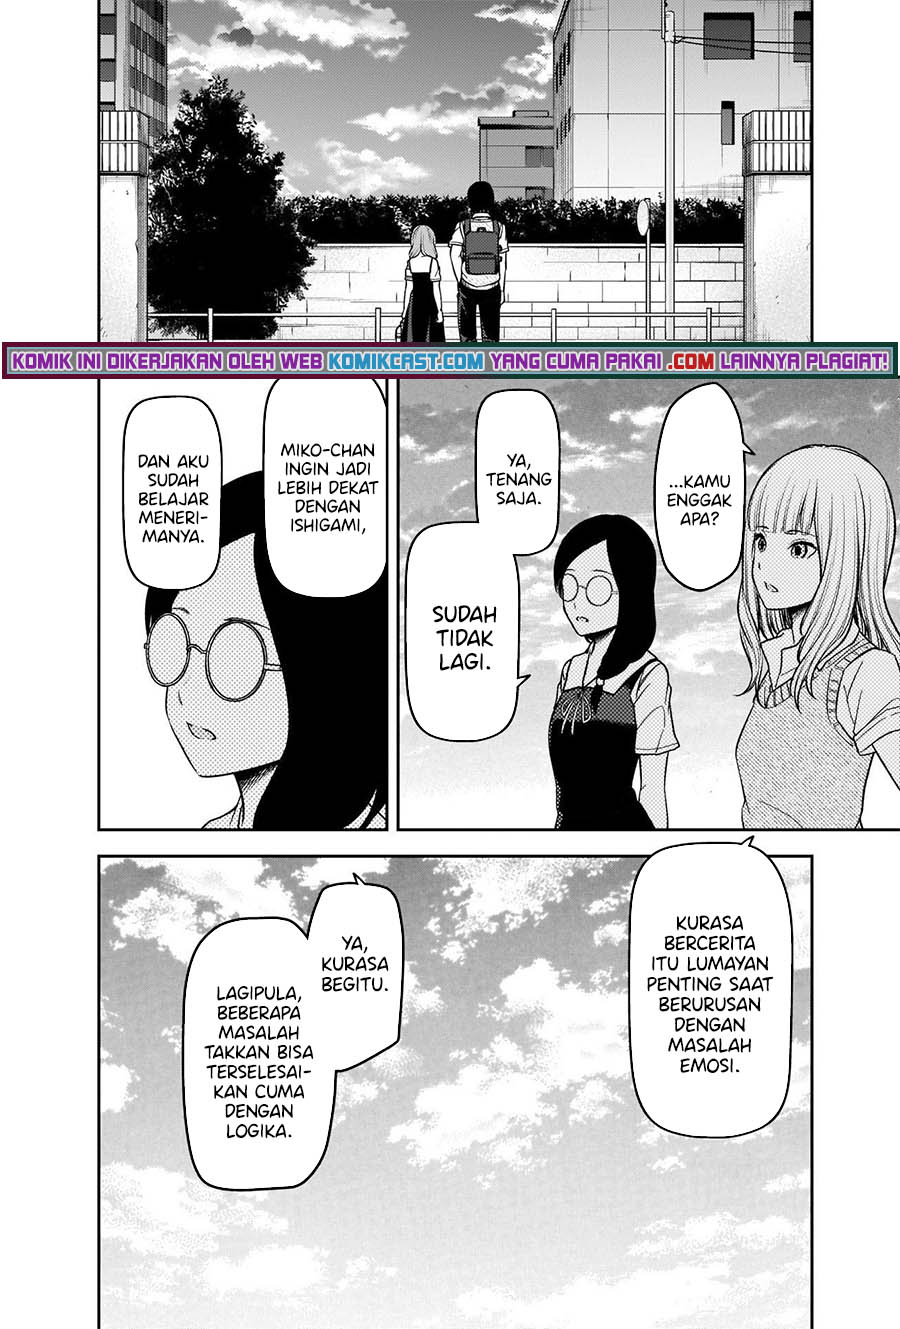 KOMIK INI DIKERJAKAN OLEH WEB KOMIKCAST.COM YANG CUMA PAKAI .COM LAINNYA PLAGIAT!
...KAMU
ENGGAK
APA?
YA,
TENANG
SAJA.
SUDAH
TIDAK
LAGI.
MIKO-CHAN
INGIN JADI
LEBIH DEKAT
DENGAN
ISHIGAMI,
DAN AKU
SUDAH
BELAJAR
MENERI-
MANYA.
KURASA
BERCERITA
ITU LUMAYAN
PENTING SAAT
BERURUSAN
DENGAN
MASALAH
EMOSI.
YA,
KURASA
BEGITU.
LAGIPULA,
BEBERAPA
MASALAH
TAKKAN BISA
TERSELESAI-
KAN CUMA
DENGAN
LOGIKA.